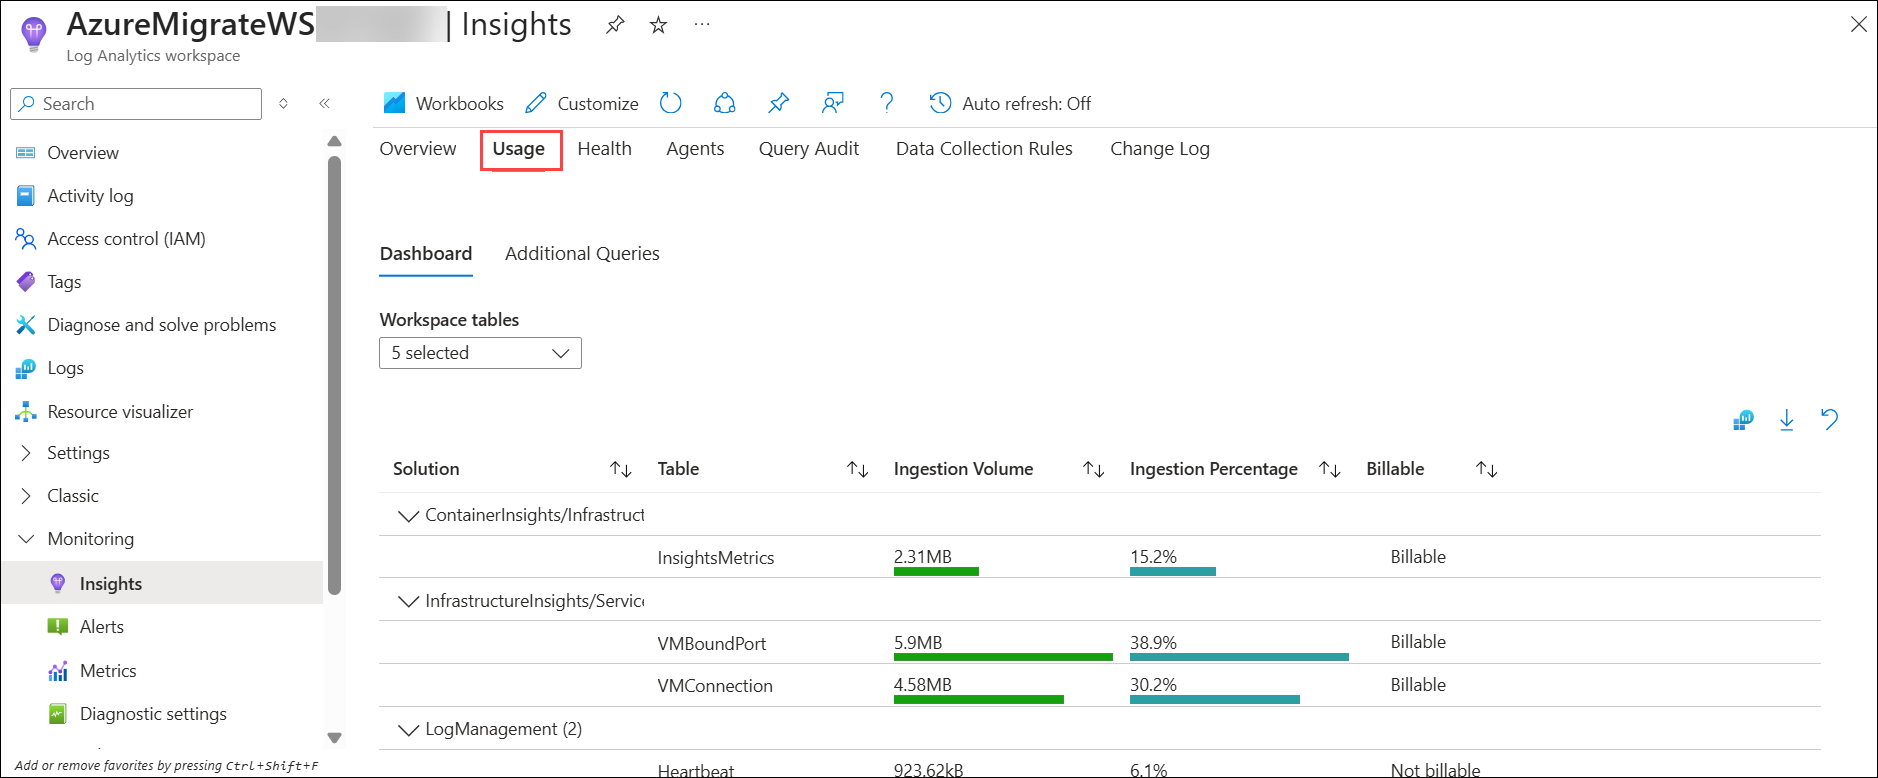 AzureMigrateWS | Insights
Log Analytics workspace
Search
Workbooks Customize Auto refresh: Off
Overview Usage Health Agents Query Audit Data Collection Rules Change Log
Overview
Activity log
Access control (IAM)
Tags
Diagnose and solve problems
Logs
Resource visualizer
Settings
Classic
Monitoring
Insights
Alerts
Metrics
Diagnostic settings
Add or remove favorites by pressing Ctrl+Shift+F
Dashboard Additional Queries
Workspace tables
5 selected
Solution Table Ingestion Volume Ingestion Percentage Billable
ContainerInsights/Infrastruct
InsightsMetrics 2.31MB 15.2% Billable
InfrastructureInsights/Service
VMBoundPort 5.9MB 38.9% Billable
VMConnection 4.58MB 30.2% Billable
LogManagement (2)
Heartbeat 923.62kB 6.1% Not billable